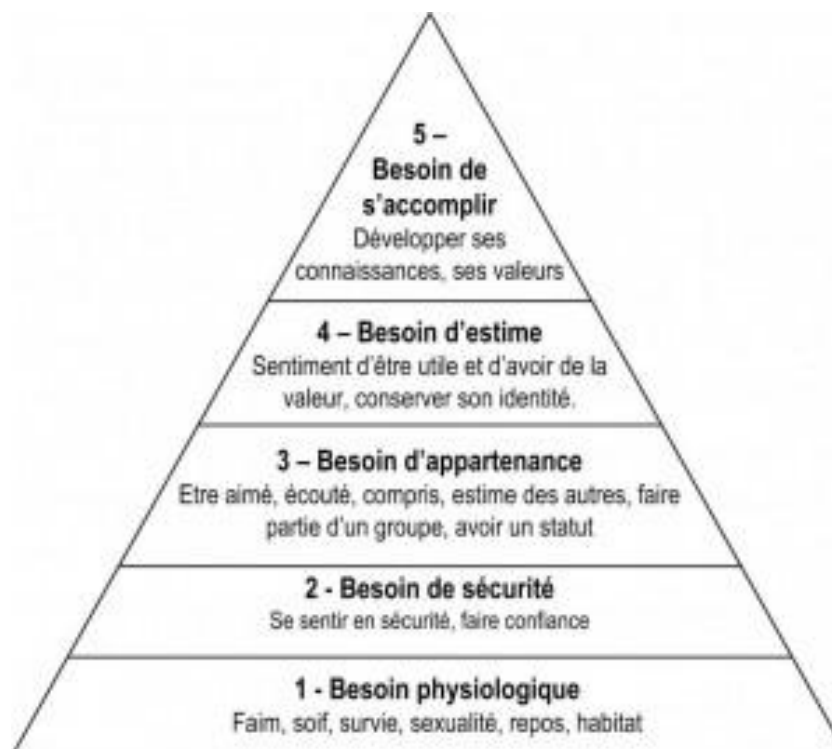 5 –
Besoin de
s’accomplir
Développer ses
connaissances, ses valeurs
4 – Besoin d’estime
Sentiment d’être utile et d’avoir de la
valeur, conserver son identité.
3 – Besoin d’appartenance
Etre aimé, écouté, compris, estime des autres, faire
partie d’un groupe, avoir un statut
2 - Besoin de sécurité
Se sentir en sécurité, faire confiance
1 - Besoin physiologique
Faim, soif, survie, sexualité, repos, habitat